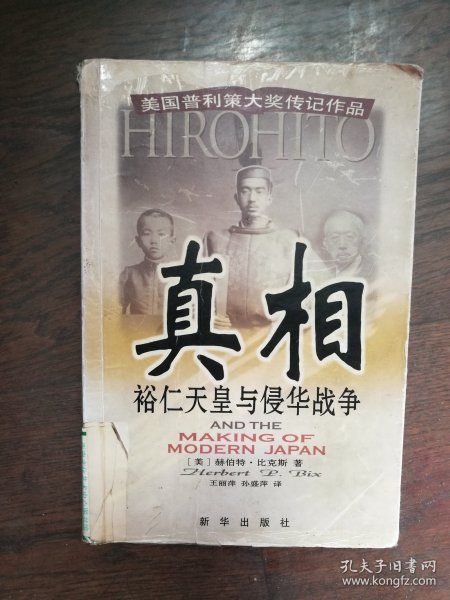 美国普利策大奖传记作品
HIROHITO
真相
裕仁天皇与侵华战争
AND THE
MAKING OF
MODERN JAPAN
[美]赫伯特·比克斯 著
Herbert P. Bix
王丽萍 孙盛萍 译
新华出版社
孔夫子旧书网
www.kongfz.com